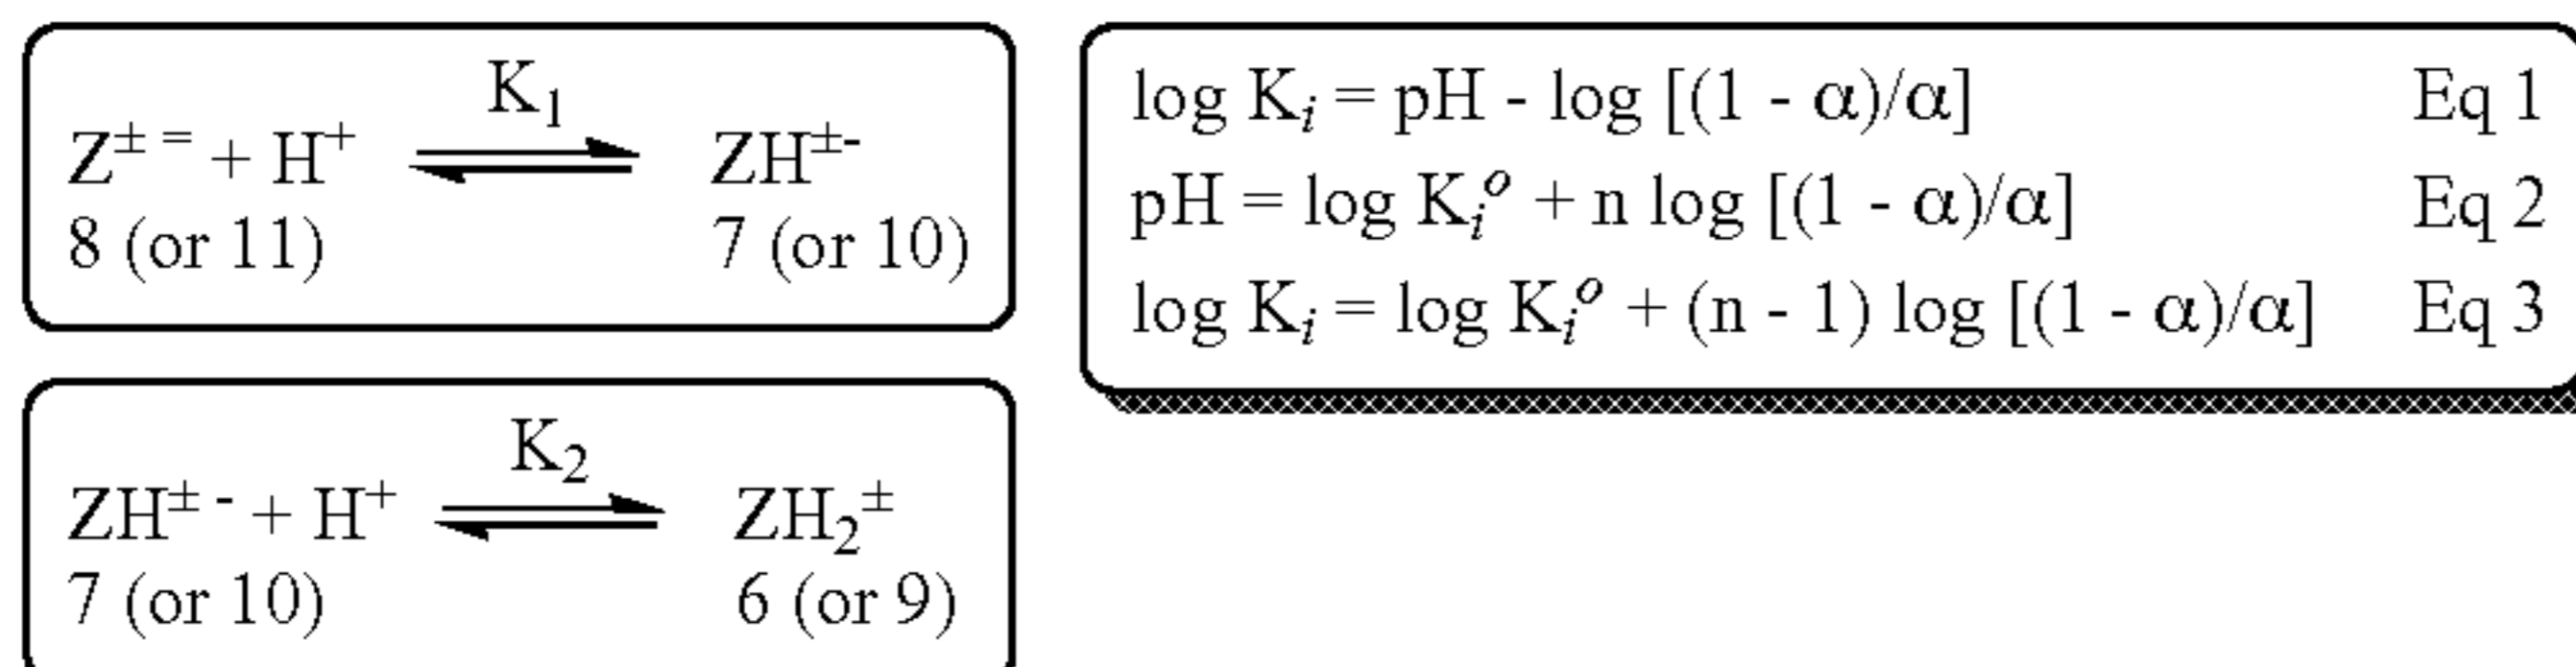 K₁
Z± = + H⁺ ⇌ ZH±-
8 (or 11) 7 (or 10)
K₂
ZH± - + H⁺ ⇌ ZH₂±
7 (or 10) 6 (or 9)
log Kᵢ = pH - log [(1 - α)/α] Eq 1
pH = log Kᵢᵒ + n log [(1 - α)/α] Eq 2
log Kᵢ = log Kᵢᵒ + (n - 1) log [(1 - α)/α] Eq 3